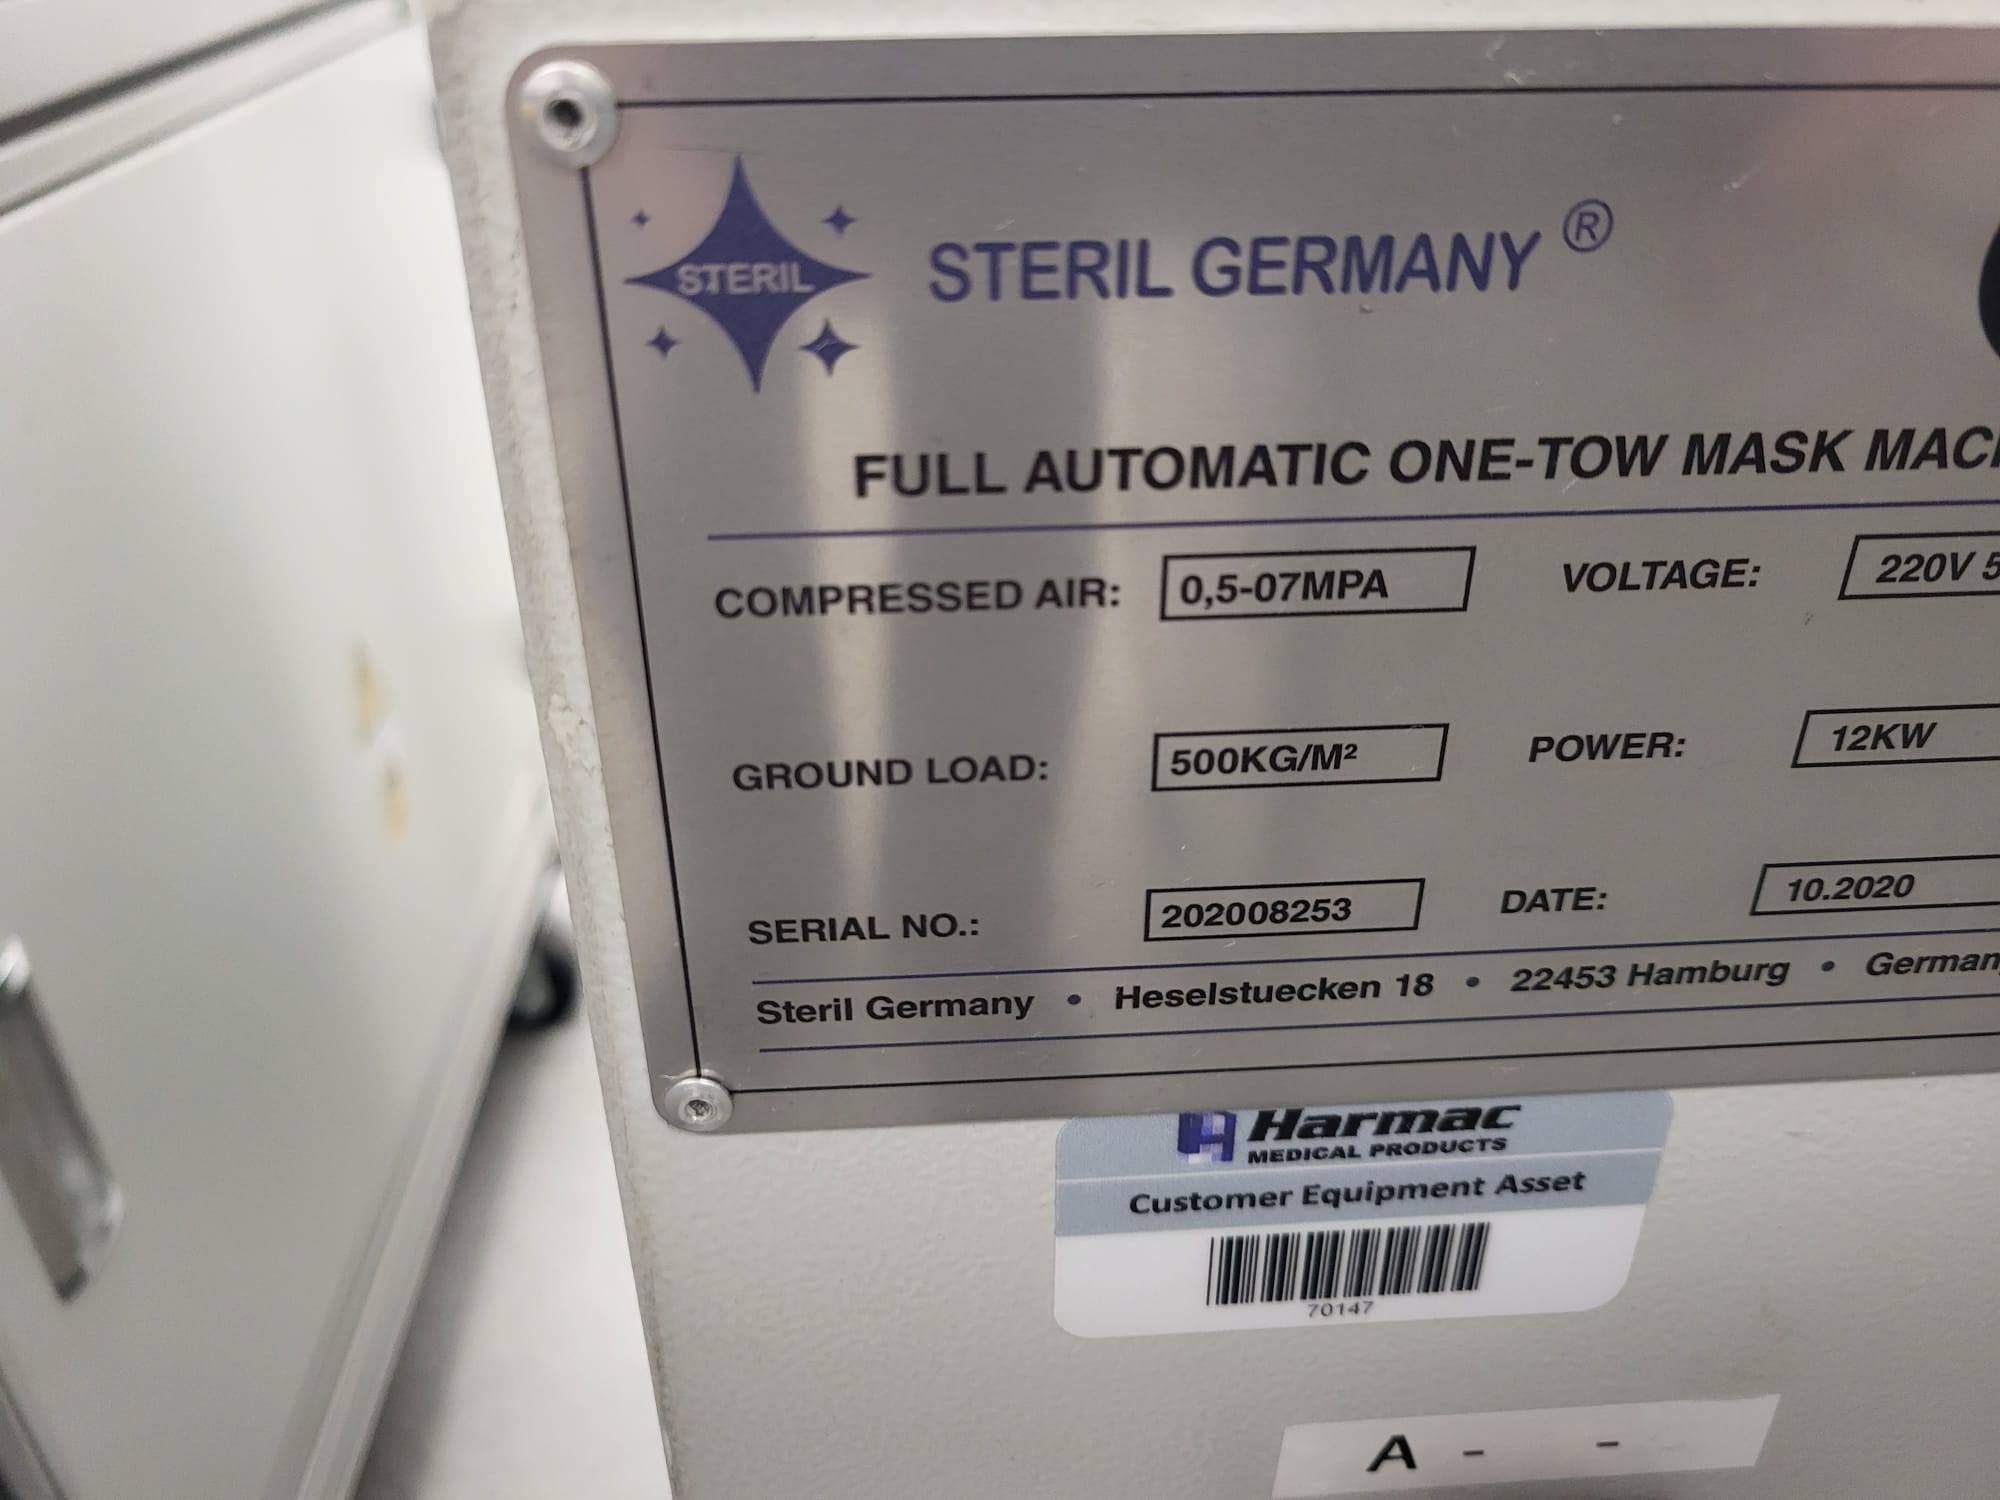 STERIL
STERIL GERMANY ®
FULL AUTOMATIC ONE-TOW MASK MAC
COMPRESSED AIR: 0,5-07MPA VOLTAGE: 220V 5
GROUND LOAD: 500KG/M² POWER: 12KW
SERIAL NO.: 202008253 DATE: 10.2020
Steril Germany • Heselstuecken 18 • 22453 Hamburg • German
H Harmac
MEDICAL PRODUCTS
Customer Equipment Asset
70147
A - -